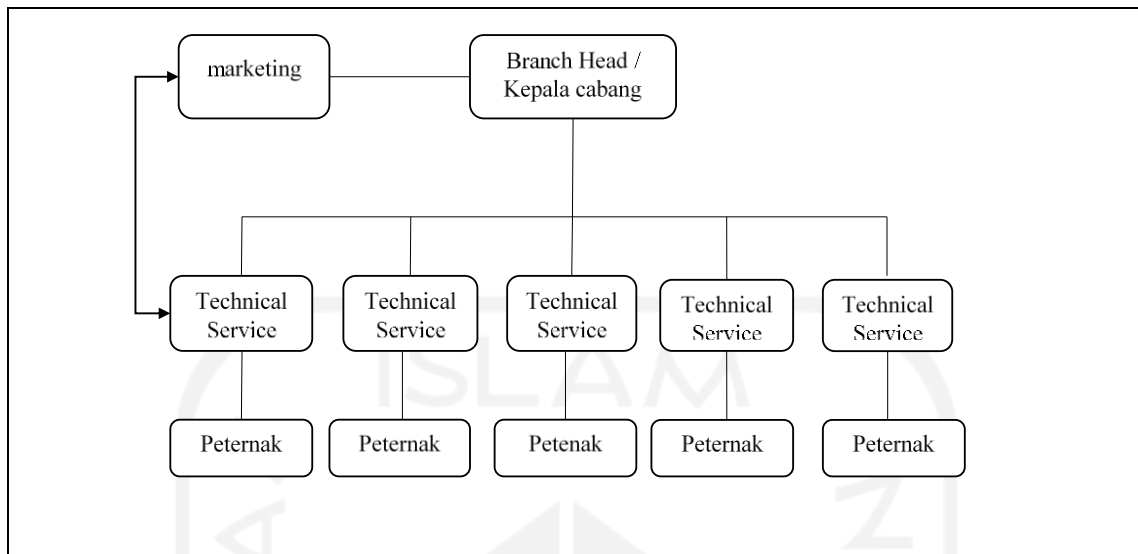 marketing
Branch Head /
Kepala cabang
Technical
Service
Technical
Service
Technical
Service
Technical
Service
Technical
Service
Peternak
Peternak
Petenak
Peternak
Peternak
ISLAM